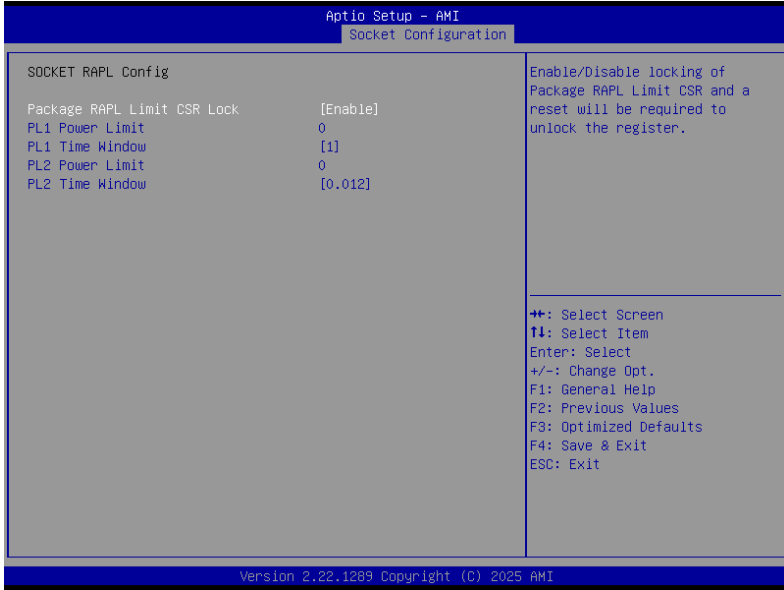 Aptio Setup - AMI
Socket Configuration
SOCKET RAPL Config
Package RAPL Limit CSR Lock [Enable]
PL1 Power Limit 0
PL1 Time Window [1]
PL2 Power Limit 0
PL2 Time Window [0.012]
Enable/Disable locking of
Package RAPL Limit CSR and a
reset will be required to
unlock the register.
→←: Select Screen
↑↓: Select Item
Enter: Select
+/-: Change Opt.
F1: General Help
F2: Previous Values
F3: Optimized Defaults
F4: Save & Exit
ESC: Exit
Version 2.22.1289 Copyright (C) 2025 AMI